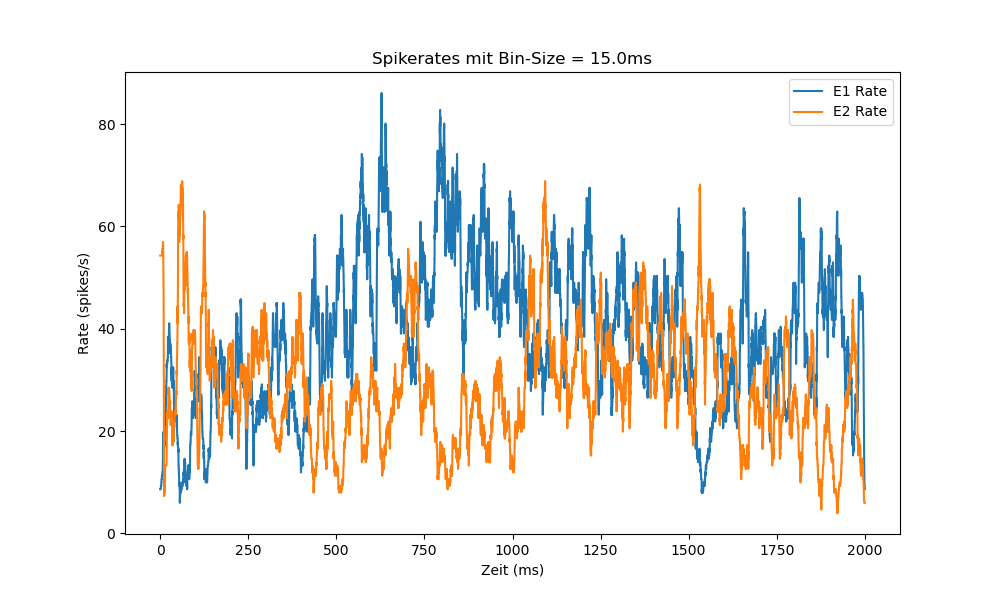 Spikerates mit Bin-Size = 15.0ms
E1 Rate
E2 Rate
Rate (spikes/s)
80
60
40
20
0
0 250 500 750 1000 1250 1500 1750 2000
Zeit (ms)